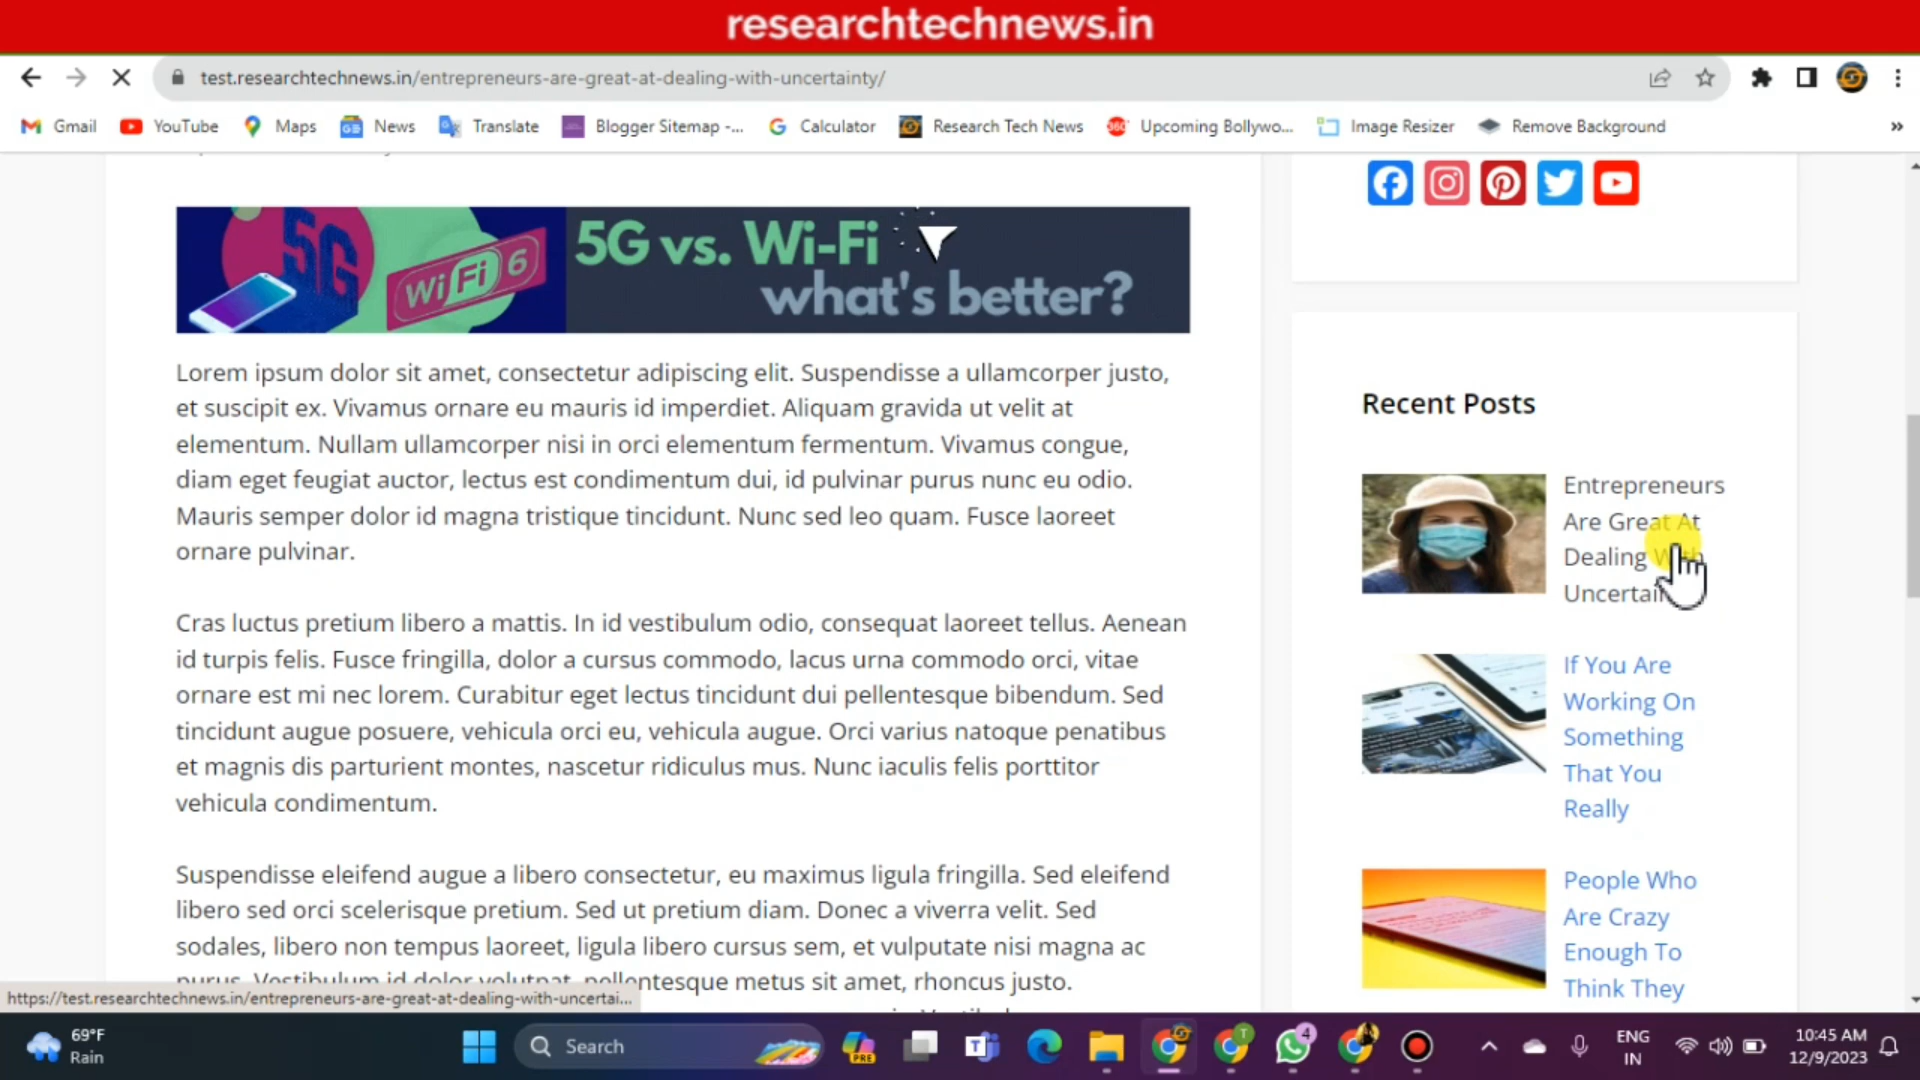 researchtechnews.in
test.researchtechnews.in/entrepreneurs-are-great-at-dealing-with-uncertainty/
Gmail YouTube Maps News Translate Blogger Sitemap -... Calculator Research Tech News Upcoming Bollywo... Image Resizer Remove Background »
5G WiFi 6 5G vs. Wi-Fi
what's better?
Lorem ipsum dolor sit amet, consectetur adipiscing elit. Suspendisse a ullamcorper justo,
et suscipit ex. Vivamus ornare eu mauris id imperdiet. Aliquam gravida ut velit at
elementum. Nullam ullamcorper nisi in orci elementum fermentum. Vivamus congue,
diam eget feugiat auctor, lectus est condimentum dui, id pulvinar purus nunc eu odio.
Mauris semper dolor id magna tristique tincidunt. Nunc sed leo quam. Fusce laoreet
ornare pulvinar.
Cras luctus pretium libero a mattis. In id vestibulum odio, consequat laoreet tellus. Aenean
id turpis felis. Fusce fringilla, dolor a cursus commodo, lacus urna commodo orci, vitae
ornare est mi nec lorem. Curabitur eget lectus tincidunt dui pellentesque bibendum. Sed
tincidunt augue posuere, vehicula orci eu, vehicula augue. Orci varius natoque penatibus
et magnis dis parturient montes, nascetur ridiculus mus. Nunc iaculis felis porttitor
vehicula condimentum.
Suspendisse eleifend augue a libero consectetur, eu maximus ligula fringilla. Sed eleifend
libero sed orci scelerisque pretium. Sed ut pretium diam. Donec a viverra velit. Sed
sodales, libero non tempus laoreet, ligula libero cursus sem, et vulputate nisi magna ac
purus. Vestibulum id dolor volutpat, pellentesque metus sit amet, rhoncus justo.
Recent Posts
Entrepreneurs
Are Great At
Dealing With
Uncertain
If You Are
Working On
Something
That You
Really
People Who
Are Crazy
Enough To
Think They
https://test.researchtechnews.in/entrepreneurs-are-great-at-dealing-with-uncertai...
69°F
Rain
Search
PRE
T
4
ENG
IN
10:45 AM
12/9/2023